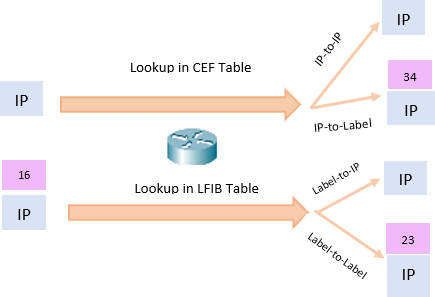 IP
IP-to-IP
Lookup in CEF Table
34
IP
IP
IP-to-Label
16
IP
Label-to-IP
IP
Lookup in LFIB Table
23
Label-to-Label
IP